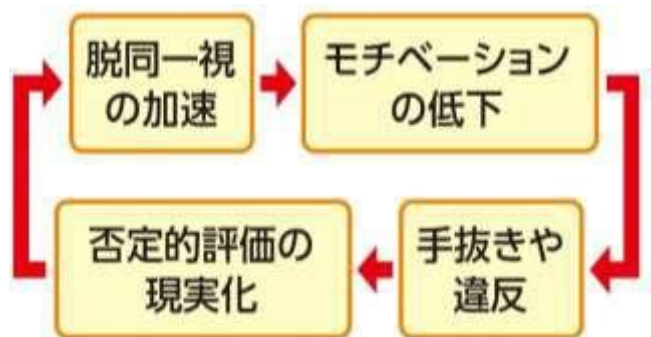 脱同一視
の加速
モチベーション
の低下
手抜きや
違反
否定的評価の
現実化